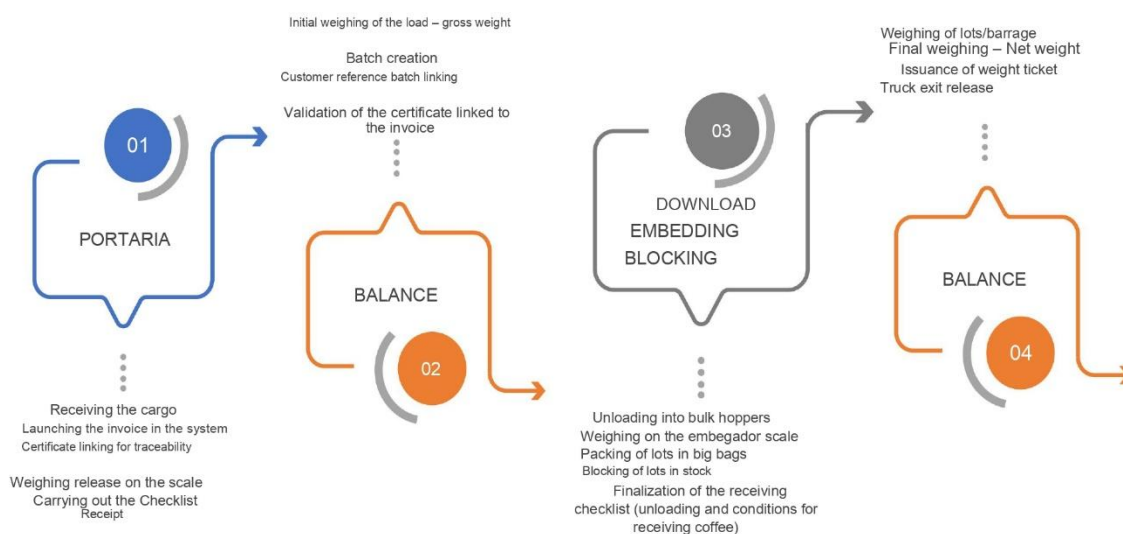 01
PORTARIA
Receiving the cargo
Launching the invoice in the system
Certificate linking for traceability
Weighing release on the scale
Carrying out the Checklist
Receipt
Initial weighing of the load – gross weight
Batch creation
Customer reference batch linking
Validation of the certificate linked to
the invoice
BALANCE
02
03
DOWNLOAD
EMBEDDING
BLOCKING
Unloading into bulk hoppers
Weighing on the embegador scale
Packing of lots in big bags
Blocking of lots in stock
Finalization of the receiving
checklist (unloading and conditions for
receiving coffee)
Weighing of lots/barrage
Final weighing – Net weight
Issuance of weight ticket
Truck exit release
BALANCE
04